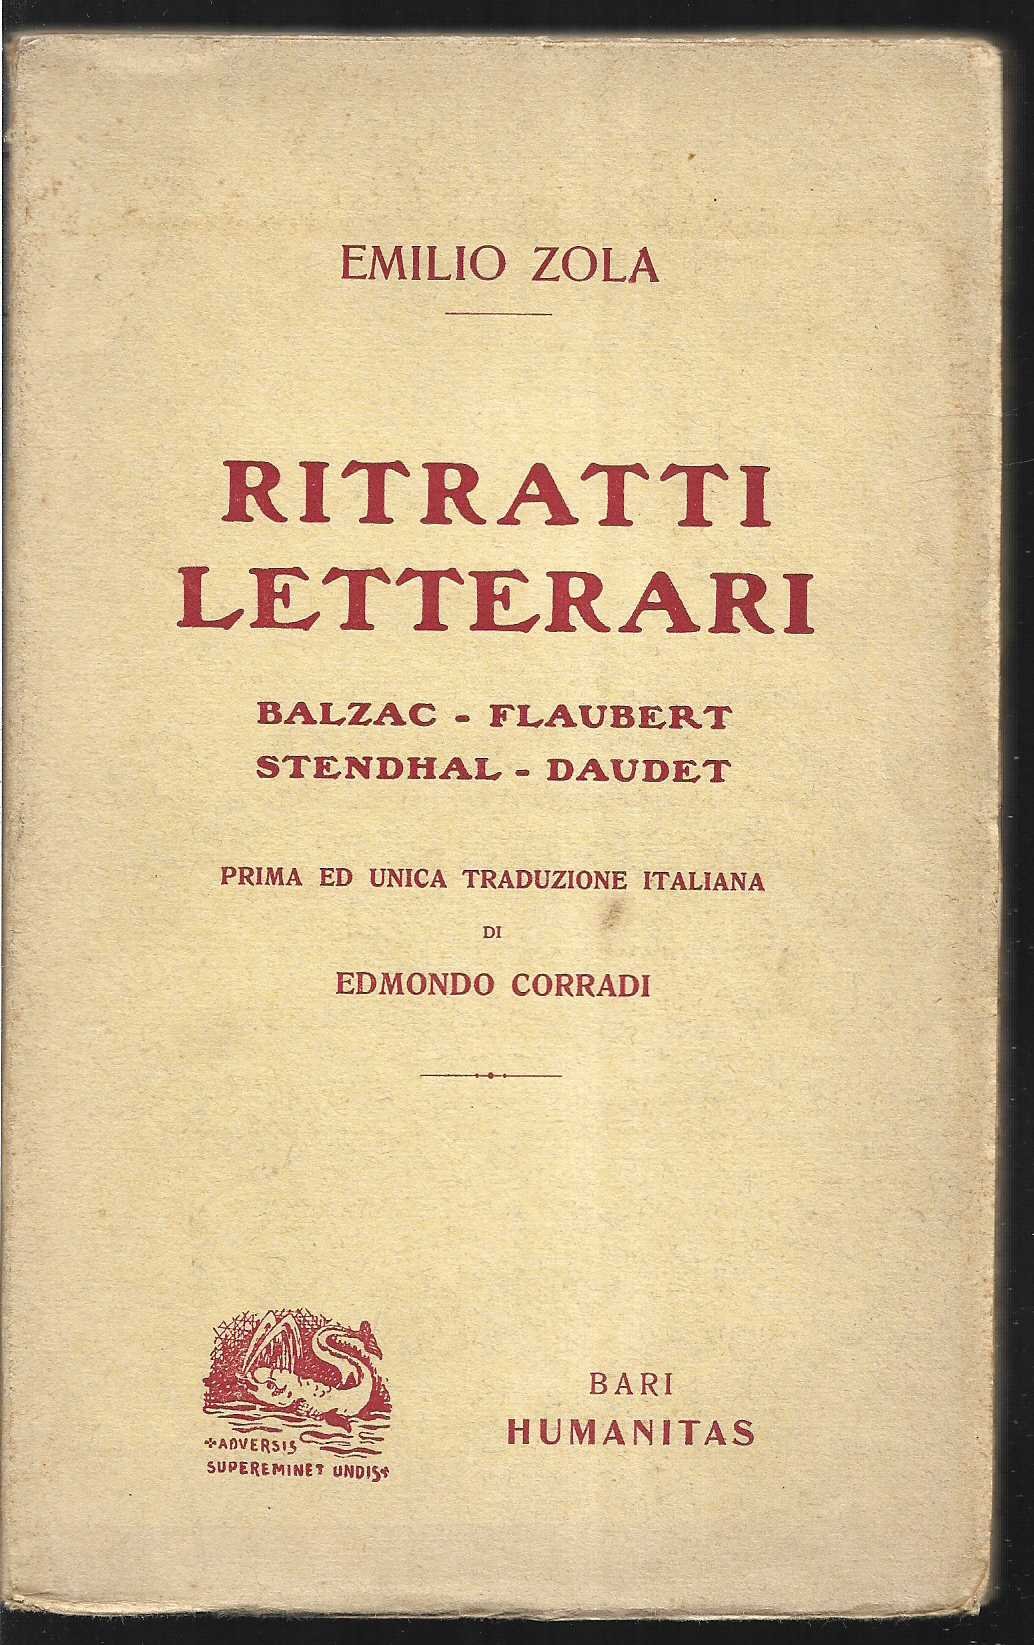 EMILIO ZOLA
RITRATTI
LETTERARI
BALZAC - FLAUBERT
STENDHAL - DAUDET
PRIMA ED UNICA TRADUZIONE ITALIANA
DI
EDMONDO CORRADI
+ADVERSIS
SUPEREMINET UNDIS+
BARI
HUMANITAS